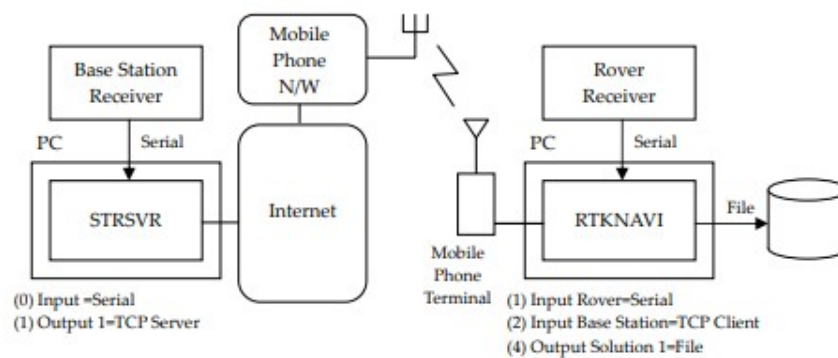 Base Station
Receiver
Mobile
Phone
N/W
Rover
Receiver
PC
Serial
STRSVR
Internet
Mobile
Phone
Terminal
PC
Serial
RTKNAVI
File
(0) Input =Serial
(1) Output 1=TCP Server
(1) Input Rover=Serial
(2) Input Base Station=TCP Client
(4) Output Solution 1=File